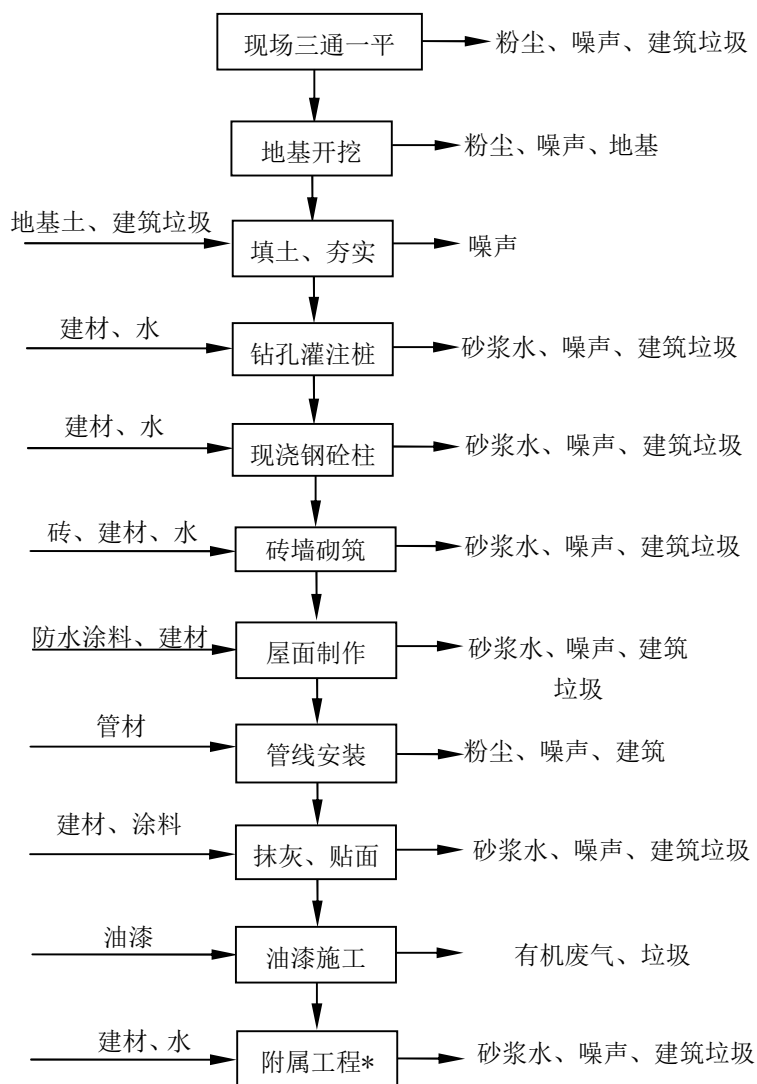 现场三通一平
粉尘、噪声、建筑垃圾
地基开挖
粉尘、噪声、地基
地基土、建筑垃圾
填土、夯实
噪声
建材、水
钻孔灌注桩
砂浆水、噪声、建筑垃圾
建材、水
现浇钢砼柱
砂浆水、噪声、建筑垃圾
砖、建材、水
砖墙砌筑
砂浆水、噪声、建筑垃圾
防水涂料、建材
屋面制作
砂浆水、噪声、建筑
垃圾
管材
管线安装
粉尘、噪声、建筑
建材、涂料
抹灰、贴面
砂浆水、噪声、建筑垃圾
油漆
油漆施工
有机废气、垃圾
建材、水
附属工程*
砂浆水、噪声、建筑垃圾